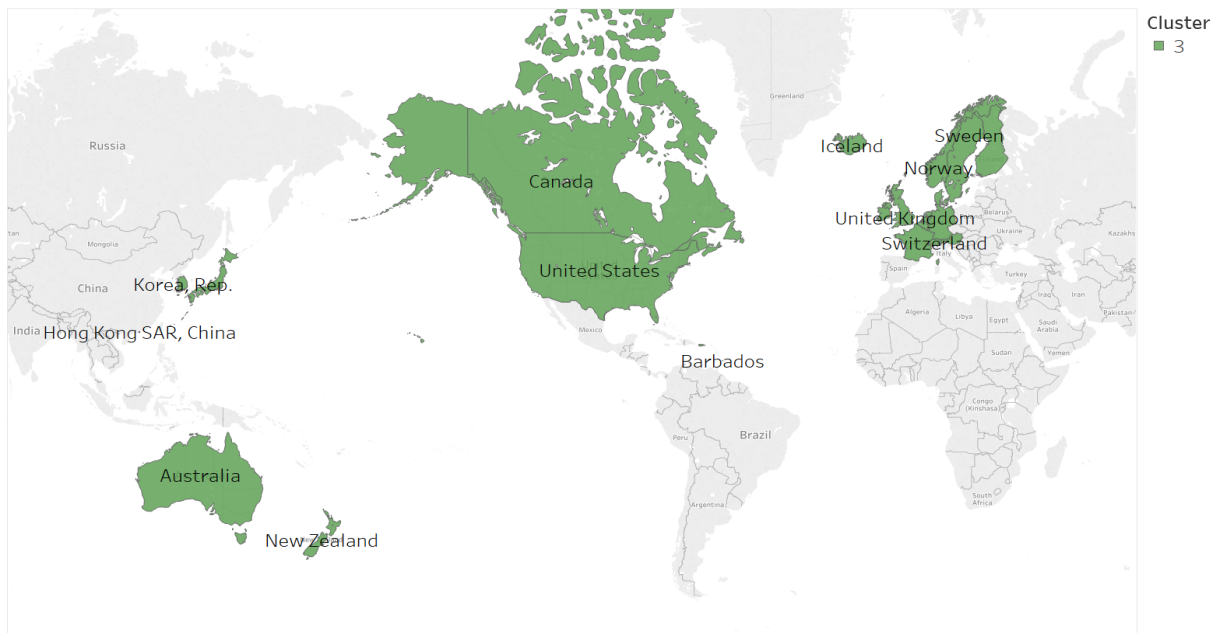 Cluster
3
Greenland
Russia
Iceland
Sweden
Norway
Canada
United Kingdom
Belarus
Ukraine
Kazakhs
tan
Mongolia
Switzerland
Italy
Spain
Turkey
United States
Korea, Rep.
China
Iraq
Iran
Algeria
Libya
Egypt
Pakistan
Saudi
Arabia
India
Hong Kong SAR, China
Mexico
Sudan
Yemen
Barbados
Congo
(Kinshasa)
Peru
Brazil
Australia
South
Africa
Argentina
New Zealand